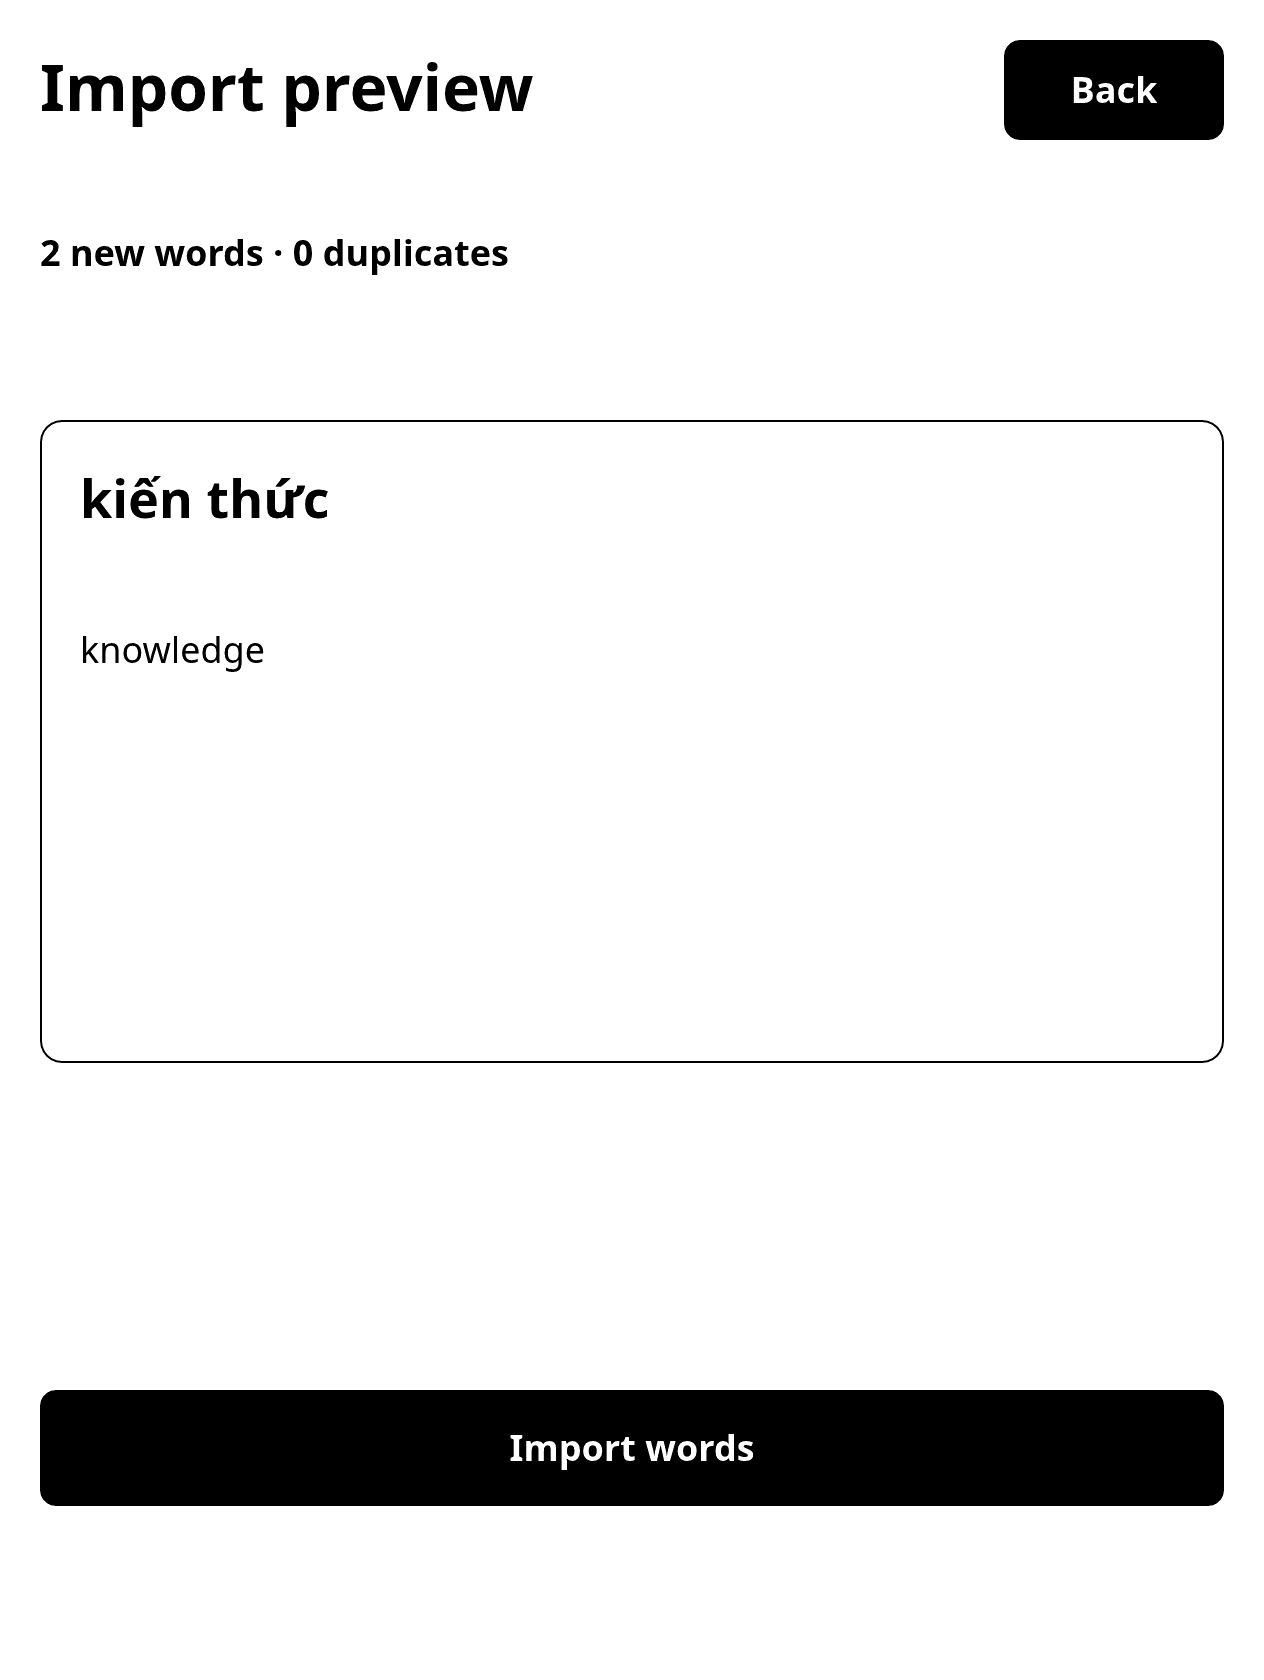 Import preview
Back
2 new words · 0 duplicates
kiến thức
knowledge
Import words